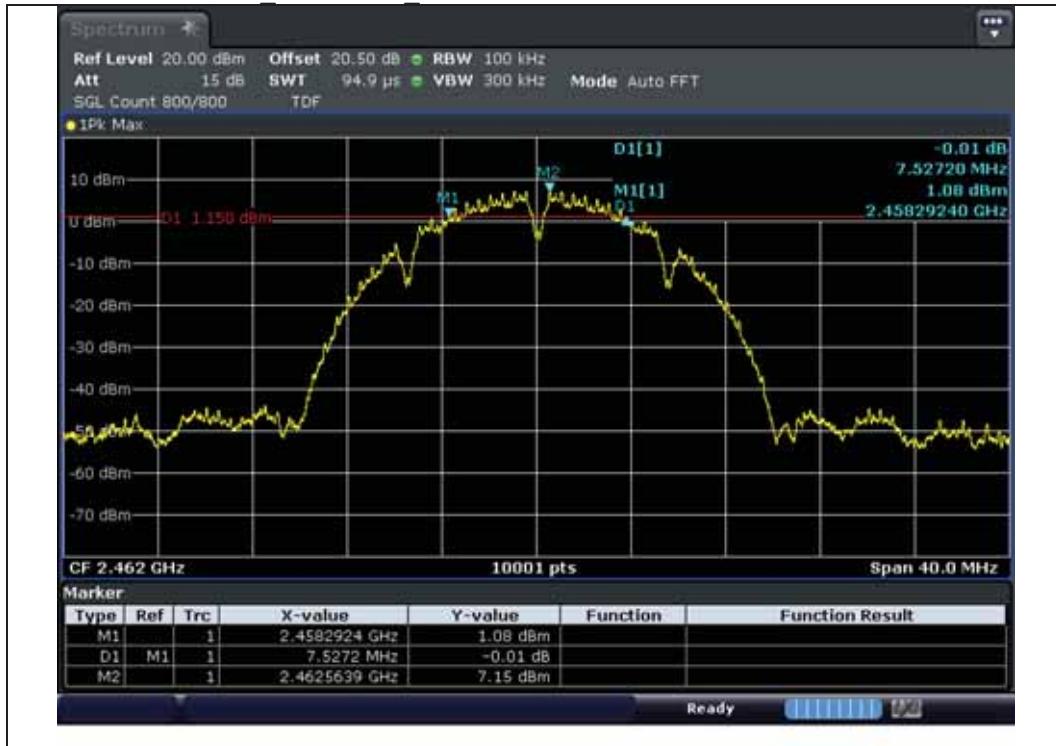 Spectrum
Ref Level 20.00 dBm Offset 20.50 dB RBW 100 kHz
Att 15 dB SWT 94.9 µs VBW 300 kHz Mode Auto FFT
SGL Count 800/800 TDF
1Pk Max
D1[1] -0.01 dB
7.52720 MHz
M1[1] 1.08 dBm
2.45829240 GHz
M1
M2
D1
D1 1.150 dBm
10 dBm
0 dBm
-10 dBm
-20 dBm
-30 dBm
-40 dBm
-50 dBm
-60 dBm
-70 dBm
CF 2.462 GHz 10001 pts Span 40.0 MHz
Marker
Type Ref Trc X-value Y-value Function Function Result
M1 1 2.4582924 GHz 1.08 dBm
D1 M1 1 7.5272 MHz -0.01 dB
M2 1 2.4625639 GHz 7.15 dBm
Ready